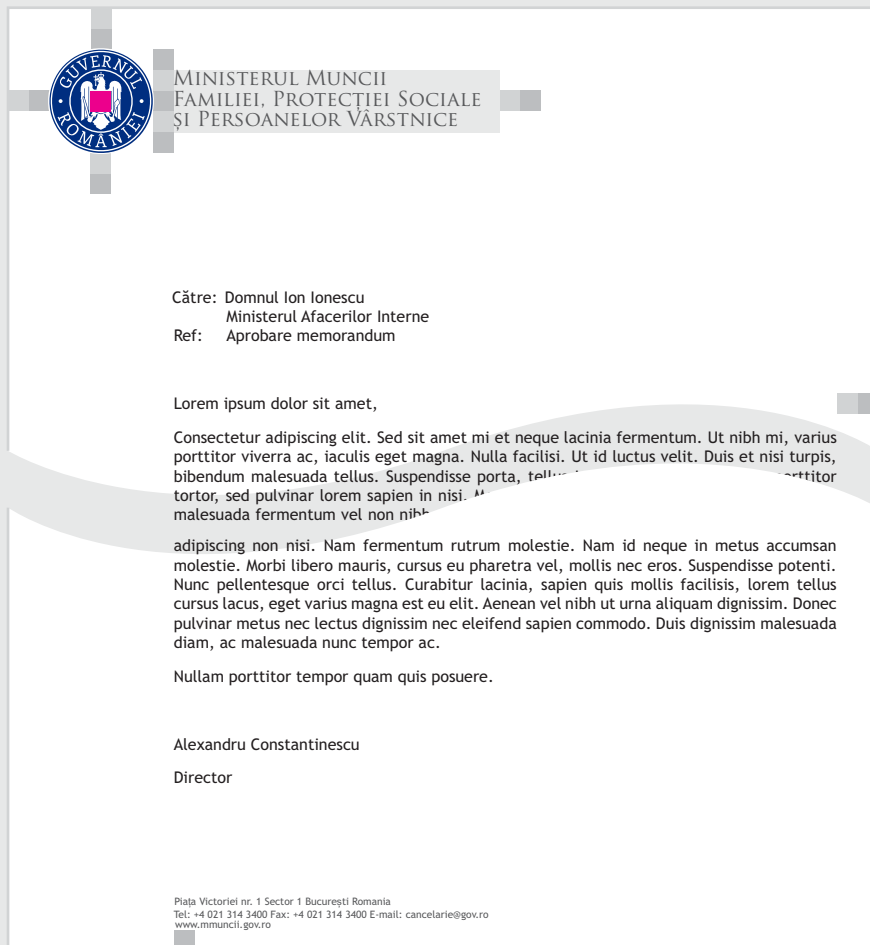 GUVERNUL ROMÂNIEI
MINISTERUL MUNCII
FAMILIEI, PROTECȚIEI SOCIALE
ȘI PERSOANELOR VÂRSTNICE
Către: Domnul Ion Ionescu
Ministerul Afacerilor Interne
Ref: Aprobare memorandum
Lorem ipsum dolor sit amet,
Consectetur adipiscing elit. Sed sit amet mi et neque lacinia fermentum. Ut nibh mi, varius
porttitor viverra ac, iaculis eget magna. Nulla facilisi. Ut id luctus velit. Duis et nisi turpis,
bibendum malesuada tellus. Suspendisse porta, porttitor
tortor, sed pulvinar lorem sapien in nisi.
malesuada fermentum vel non nibh
adipiscing non nisi. Nam fermentum rutrum molestie. Nam id neque in metus accumsan
molestie. Morbi libero mauris, cursus eu pharetra vel, mollis nec eros. Suspendisse potenti.
Nunc pellentesque orci tellus. Curabitur lacinia, sapien quis mollis facilisis, lorem tellus
cursus lacus, eget varius magna est eu elit. Aenean vel nibh ut urna aliquam dignissim. Donec
pulvinar metus nec lectus dignissim nec eleifend sapien commodo. Duis dignissim malesuada
diam, ac malesuada nunc tempor ac.
Nullam porttitor tempor quam quis posuere.
Alexandru Constantinescu
Director
Piața Victoriei nr. 1 Sector 1 București Romania
Tel: +4 021 314 3400 Fax: +4 021 314 3400 E-mail: cancelarie@gov.ro
www.mmuncii.gov.ro